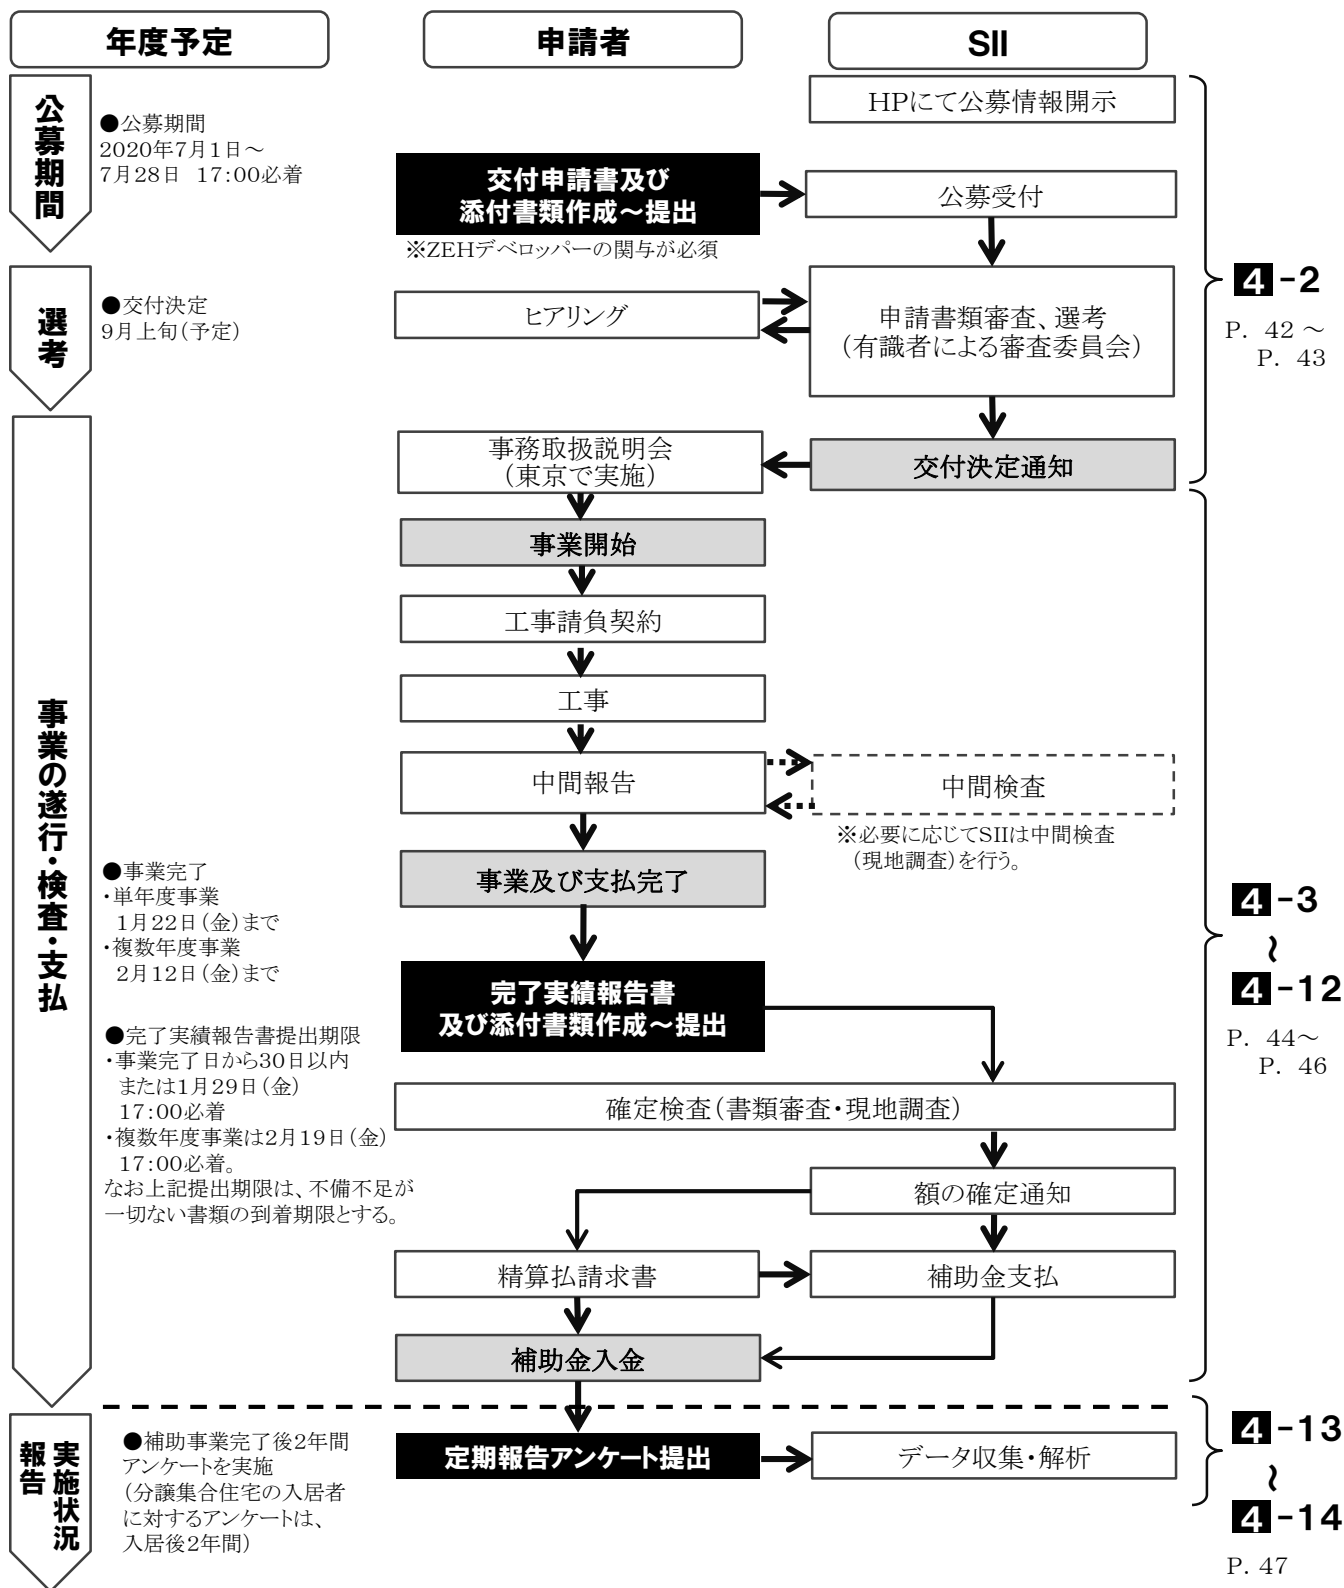 年度予定
申請者
SII
公募期間
●公募期間
2020年7月1日～
7月28日 17:00必着
HPにて公募情報開示
交付申請書及び
添付書類作成～提出
公募受付
※ZEHデベロッパーの関与が必須
選考
●交付決定
9月上旬(予定)
ヒアリング
申請書類審査、選考
(有識者による審査委員会)
4-2
P. 42～
P. 43
事務取扱説明会
(東京で実施)
交付決定通知
事業の遂行・検査・支払
事業開始
工事請負契約
工事
中間報告
中間検査
※必要に応じてSIIは中間検査
(現地調査)を行う。
●事業完了
・単年度事業
1月22日(金)まで
・複数年度事業
2月12日(金)まで
事業及び支払完了
4-3
～
4-12
P. 44～
P. 46
完了実績報告書
及び添付書類作成～提出
●完了実績報告書提出期限
・事業完了日から30日以内
または1月29日(金)
17:00必着
・複数年度事業は2月19日(金)
17:00必着。
なお上記提出期限は、不備不足が
一切ない書類の到着期限とする。
確定検査(書類審査・現地調査)
額の確定通知
精算払請求書
補助金支払
補助金入金
実施状況
報告
●補助事業完了後2年間
アンケートを実施
(分譲集合住宅の入居者
に対するアンケートは、
入居後2年間)
定期報告アンケート提出
データ収集・解析
4-13
～
4-14
P. 47